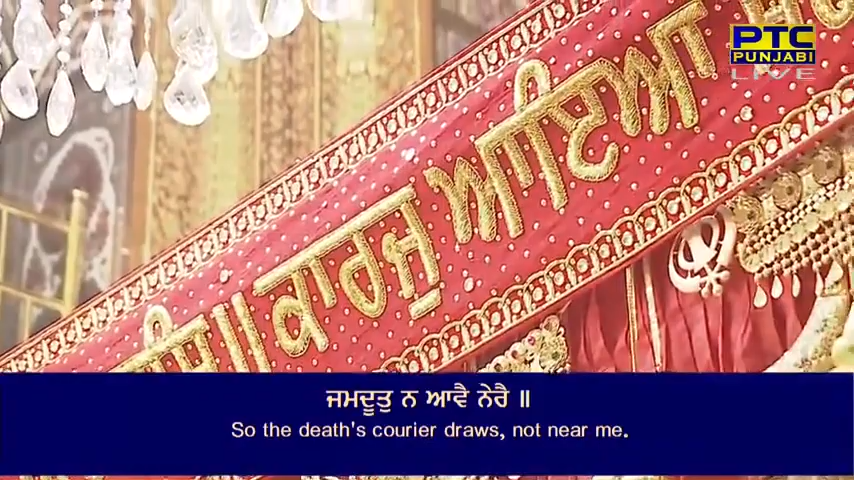 PTC
PUNJABI
LIVE
॥ ਕਾਰਜੁ ਆਇਆ
ਜਮਦੂਤੁ ਨ ਆਵੈ ਨੇਰੈ ॥
So the death's courier draws, not near me.